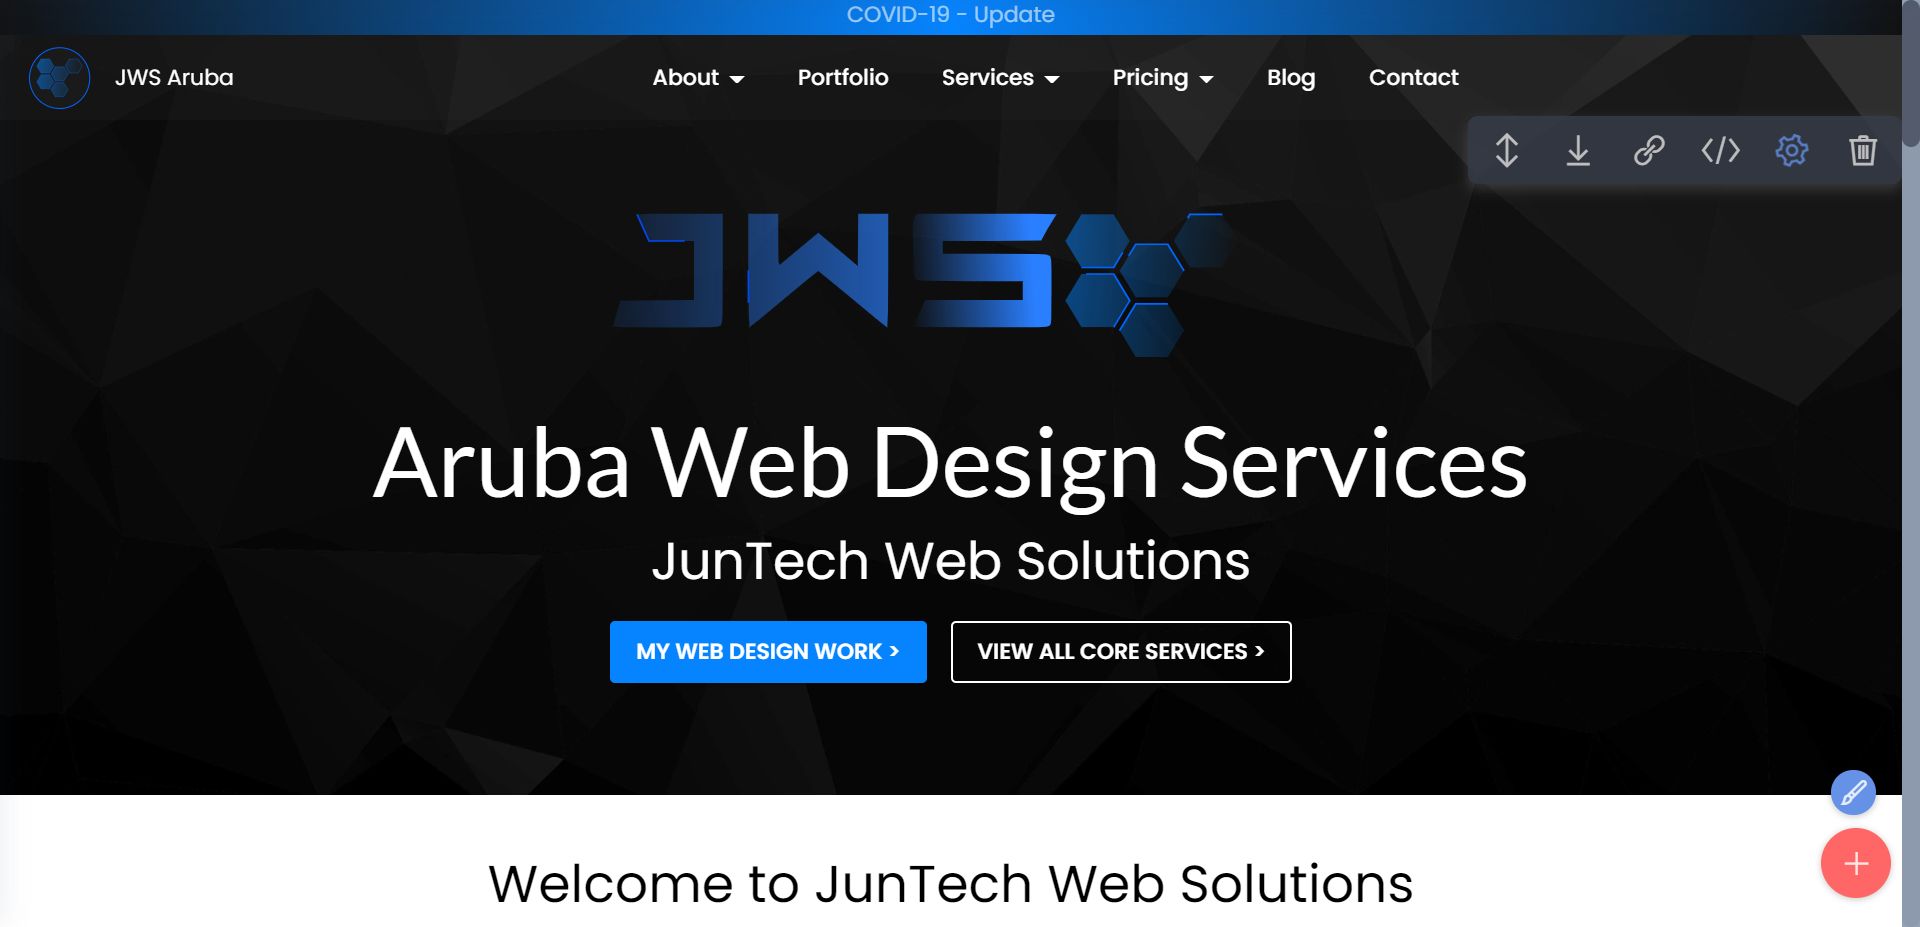 COVID-19 - Update
JWS Aruba
About
Portfolio
Services
Pricing
Blog
Contact
JWS
Aruba Web Design Services
JunTech Web Solutions
MY WEB DESIGN WORK >
VIEW ALL CORE SERVICES >
Welcome to JunTech Web Solutions